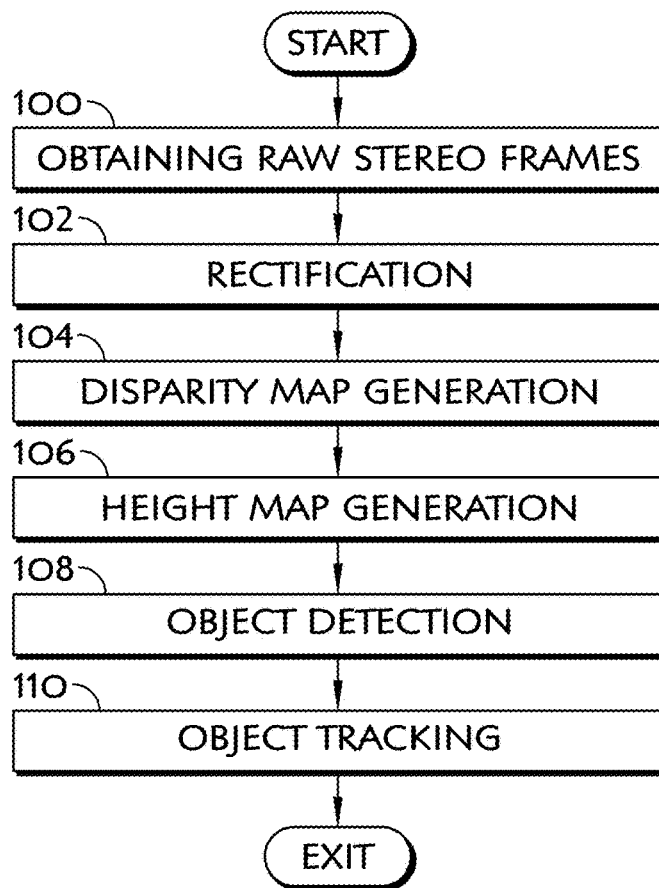 START
100
OBTAINING RAW STEREO FRAMES
102
RECTIFICATION
104
DISPARITY MAP GENERATION
106
HEIGHT MAP GENERATION
108
OBJECT DETECTION
110
OBJECT TRACKING
EXIT